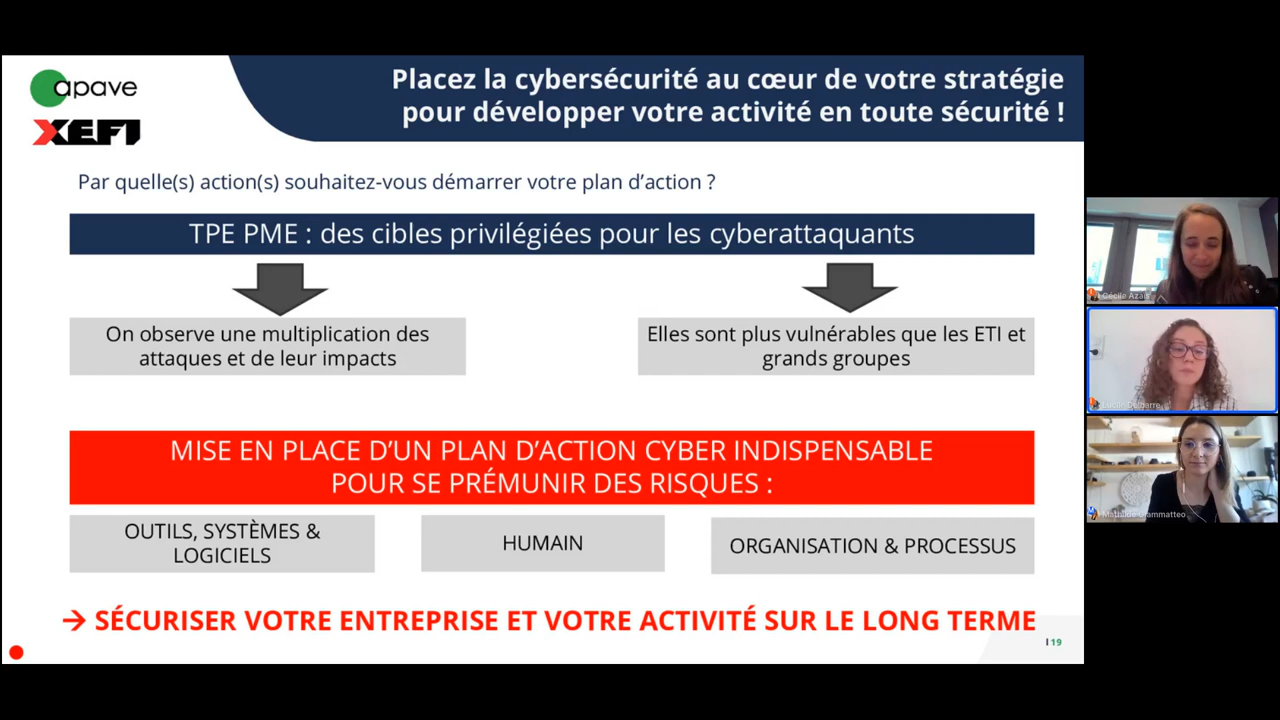 apave
XEFI
Placez la cybersécurité au cœur de votre stratégie
pour développer votre activité en toute sécurité !
Par quelle(s) action(s) souhaitez-vous démarrer votre plan d’action ?
TPE PME : des cibles privilégiées pour les cyberattaquants
On observe une multiplication des
attaques et de leur impacts
Elles sont plus vulnérables que les ETI et
grands groupes
MISE EN PLACE D’UN PLAN D’ACTION CYBER INDISPENSABLE
POUR SE PRÉMUNIR DES RISQUES :
OUTILS, SYSTÈMES &
LOGICIELS
HUMAIN
ORGANISATION & PROCESSUS
→ SÉCURISER VOTRE ENTREPRISE ET VOTRE ACTIVITÉ SUR LE LONG TERME
I 19
Cécile Azaïs
Mathilde